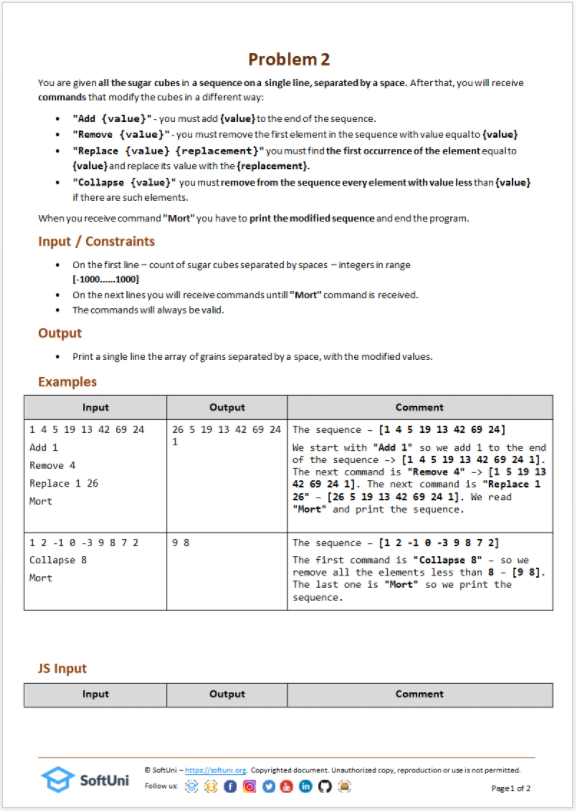 Problem 2
You are given all the sugar cubes in a sequence on a single line, separated by a space. After that, you will receive
commands that modify the cubes in a different way:
• "Add {value}" - you must add {value} to the end of the sequence.
• "Remove {value}" - you must remove the first element in the sequence with value equal to {value}
• "Replace {value} {replacement}" you must find the first occurrence of the element equal to
{value} and replace its value with the {replacement}.
• "Collapse {value}" you must remove from the sequence every element with value less than {value}
if there are such elements.
When you receive command "Mort" you have to print the modified sequence and end the program.
Input / Constraints
• On the first line – count of sugar cubes separated by spaces – integers in range
[-1000......1000]
• On the next lines you will receive commands untill "Mort" command is received.
• The commands will always be valid.
Output
• Print a single line the array of grains separated by a space, with the modified values.
Examples
Input Output Comment
1 4 5 19 13 42 69 24
Add 1
Remove 4
Replace 1 26
Mort
26 5 19 13 42 69 24
1
The sequence – [1 4 5 19 13 42 69 24]
We start with "Add 1" so we add 1 to the end
of the sequence –> [1 4 5 19 13 42 69 24 1].
The next command is "Remove 4" –> [1 5 19 13
42 69 24 1]. The next command is "Replace 1
26" – [26 5 19 13 42 69 24 1]. We read
"Mort" and print the sequence.
1 2 -1 0 -3 9 8 7 2
Collapse 8
Mort
9 8
The sequence – [1 2 -1 0 -3 9 8 7 2]
The first command is "Collapse 8" – so we
remove all the elements less than 8 – [9 8].
The last one is "Mort" so we print the
sequence.
JS Input
Input Output Comment
SoftUni
© SoftUni – https://softuni.org. Copyrighted document. Unauthorized copy, reproduction or use is not permitted.
Follow us:
Page 1 of 2